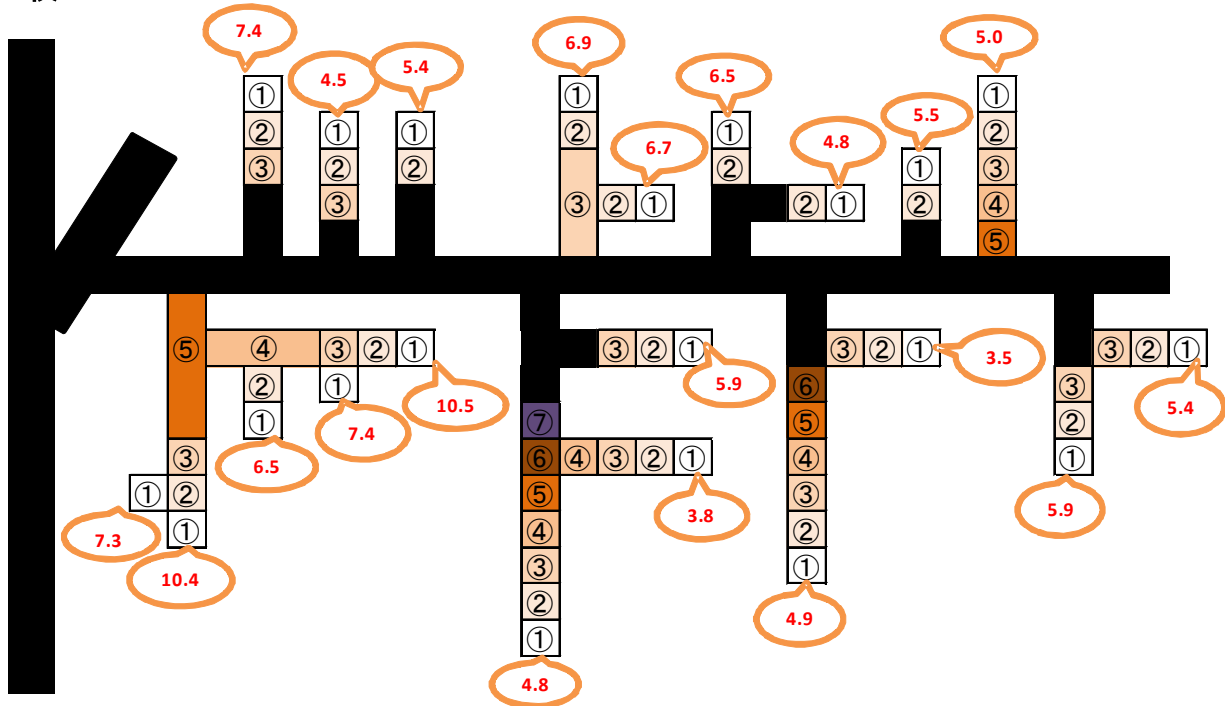 7.4 6.9 5.0
4.5 5.4 6.5
① ① ①
5.5
② ① ① ② ① ②
6.7 4.8
③ ② ② ② ① ③
③ ③ ② ① ② ① ② ④
⑤
⑤ ④ ③ ② ① ③ ② ① ③ ② ① 3.5 ③ ② ①
② ① 5.9 ⑥ ③
10.5 5.4
① 7.4 ⑦ ⑤ ②
③ 6.5 ⑥ ④ ③ ② ① ④ ①
① ② ⑤ ③
3.8 5.9
7.3 ① ④ ②
③ ①
10.4
②
4.9
①
4.8